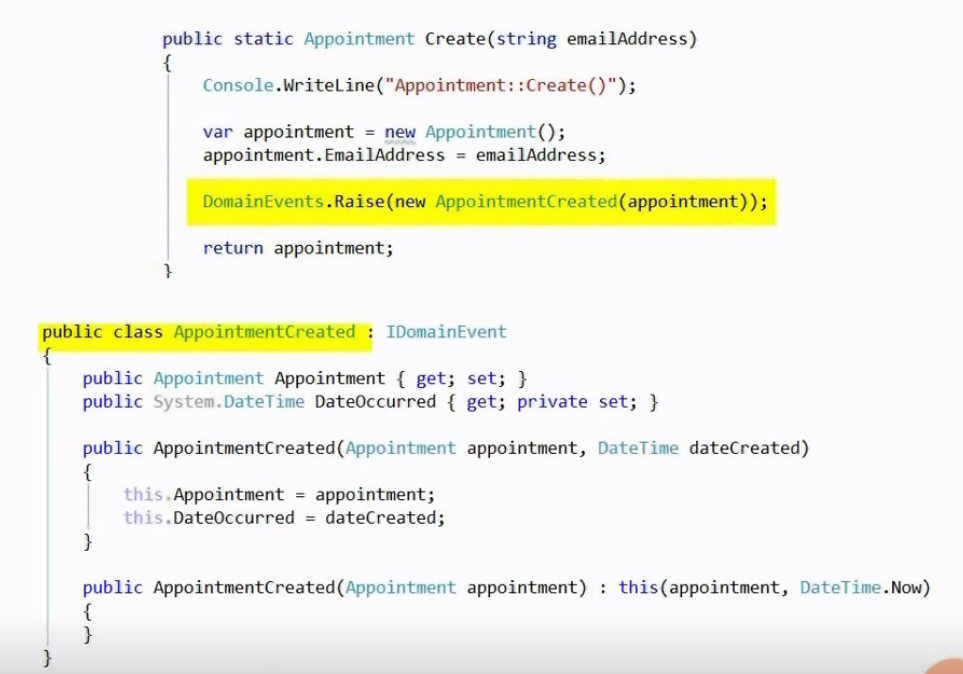 public static Appointment Create(string emailAddress)
{
Console.WriteLine("Appointment::Create()");
var appointment = new Appointment();
appointment.EmailAddress = emailAddress;
DomainEvents.Raise(new AppointmentCreated(appointment));
return appointment;
}
public class AppointmentCreated : IDomainEvent
{
public Appointment Appointment { get; set; }
public System.DateTime DateOccurred { get; private set; }
public AppointmentCreated(Appointment appointment, DateTime dateCreated)
{
this.Appointment = appointment;
this.DateOccurred = dateCreated;
}
public AppointmentCreated(Appointment appointment) : this(appointment, DateTime.Now)
{
}
}